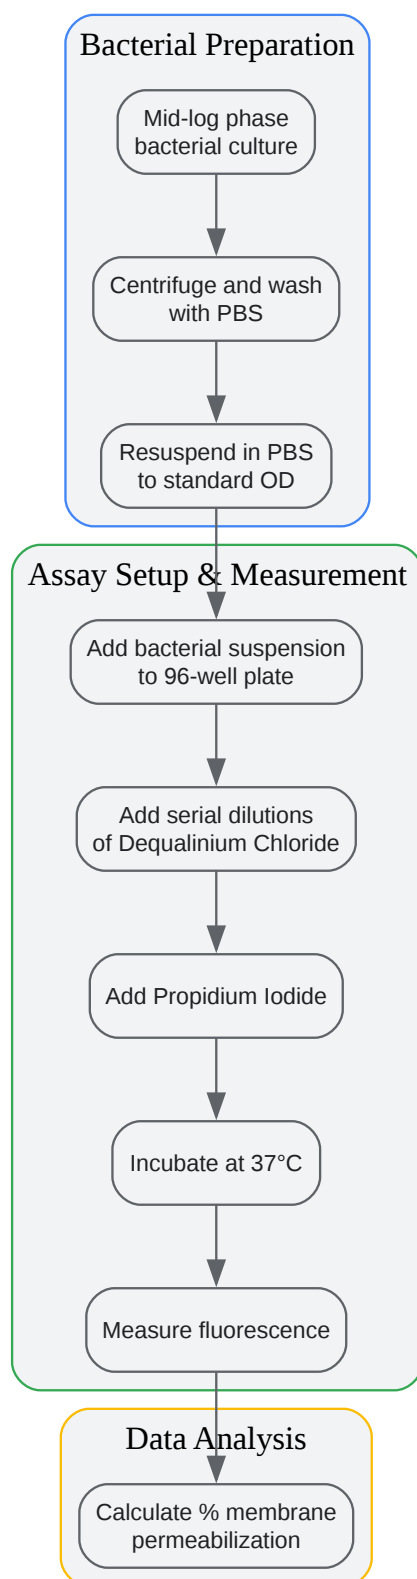 Bacterial Preparation
Mid-log phase
bacterial culture
Centrifuge and wash
with PBS
Resuspend in PBS
to standard OD
Assay Setup & Measurement
Add bacterial suspension
to 96-well plate
Add serial dilutions
of Dequalinium Chloride
Add Propidium Iodide
Incubate at 37°C
Measure fluorescence
Data Analysis
Calculate % membrane
permeabilization